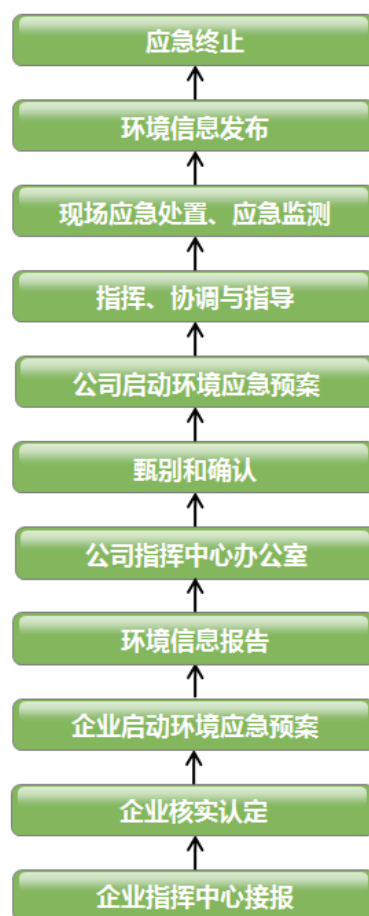 应急终止
环境信息发布
现场应急处置、应急监测
指挥、协调与指导
公司启动环境应急预案
甄别和确认
公司指挥中心办公室
环境信息报告
企业启动环境应急预案
企业核实认定
企业指挥中心接报